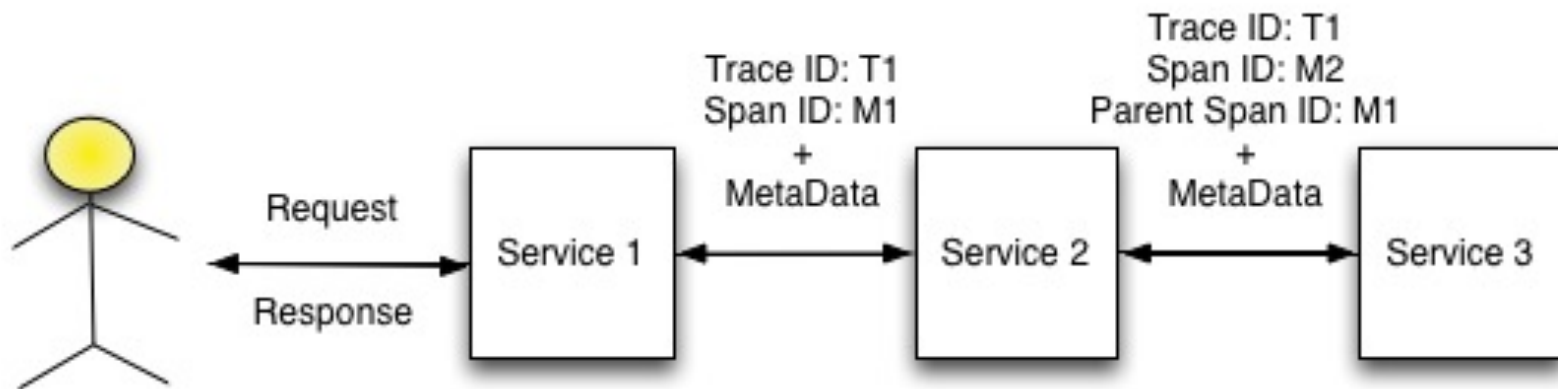 Request
Response
Service 1
Trace ID: T1
Span ID: M1
+
MetaData
Service 2
Trace ID: T1
Span ID: M2
Parent Span ID: M1
+
MetaData
Service 3